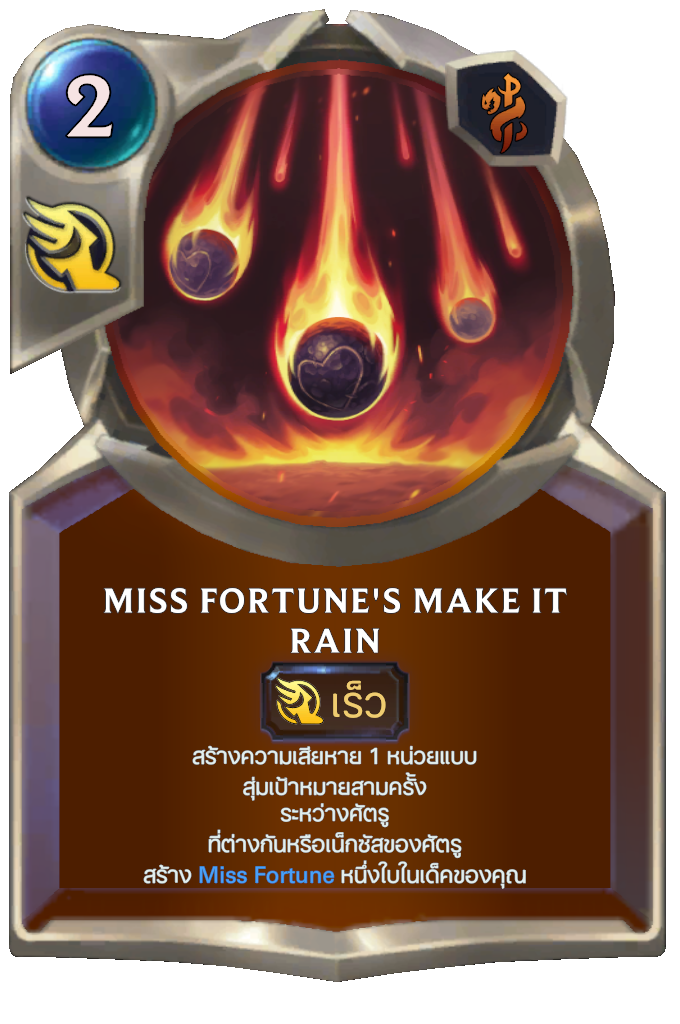 2
MISS FORTUNE'S MAKE IT
RAIN
เร็ว
สร้างความเสียหาย 1 หน่วยแบบ
สุ่มเป้าหมายสามครั้ง
ระหว่างศัตรู
ที่ต่างกันหรือเน็กซัสของศัตรู
สร้าง Miss Fortune หนึ่งใบในเด็คของคุณ